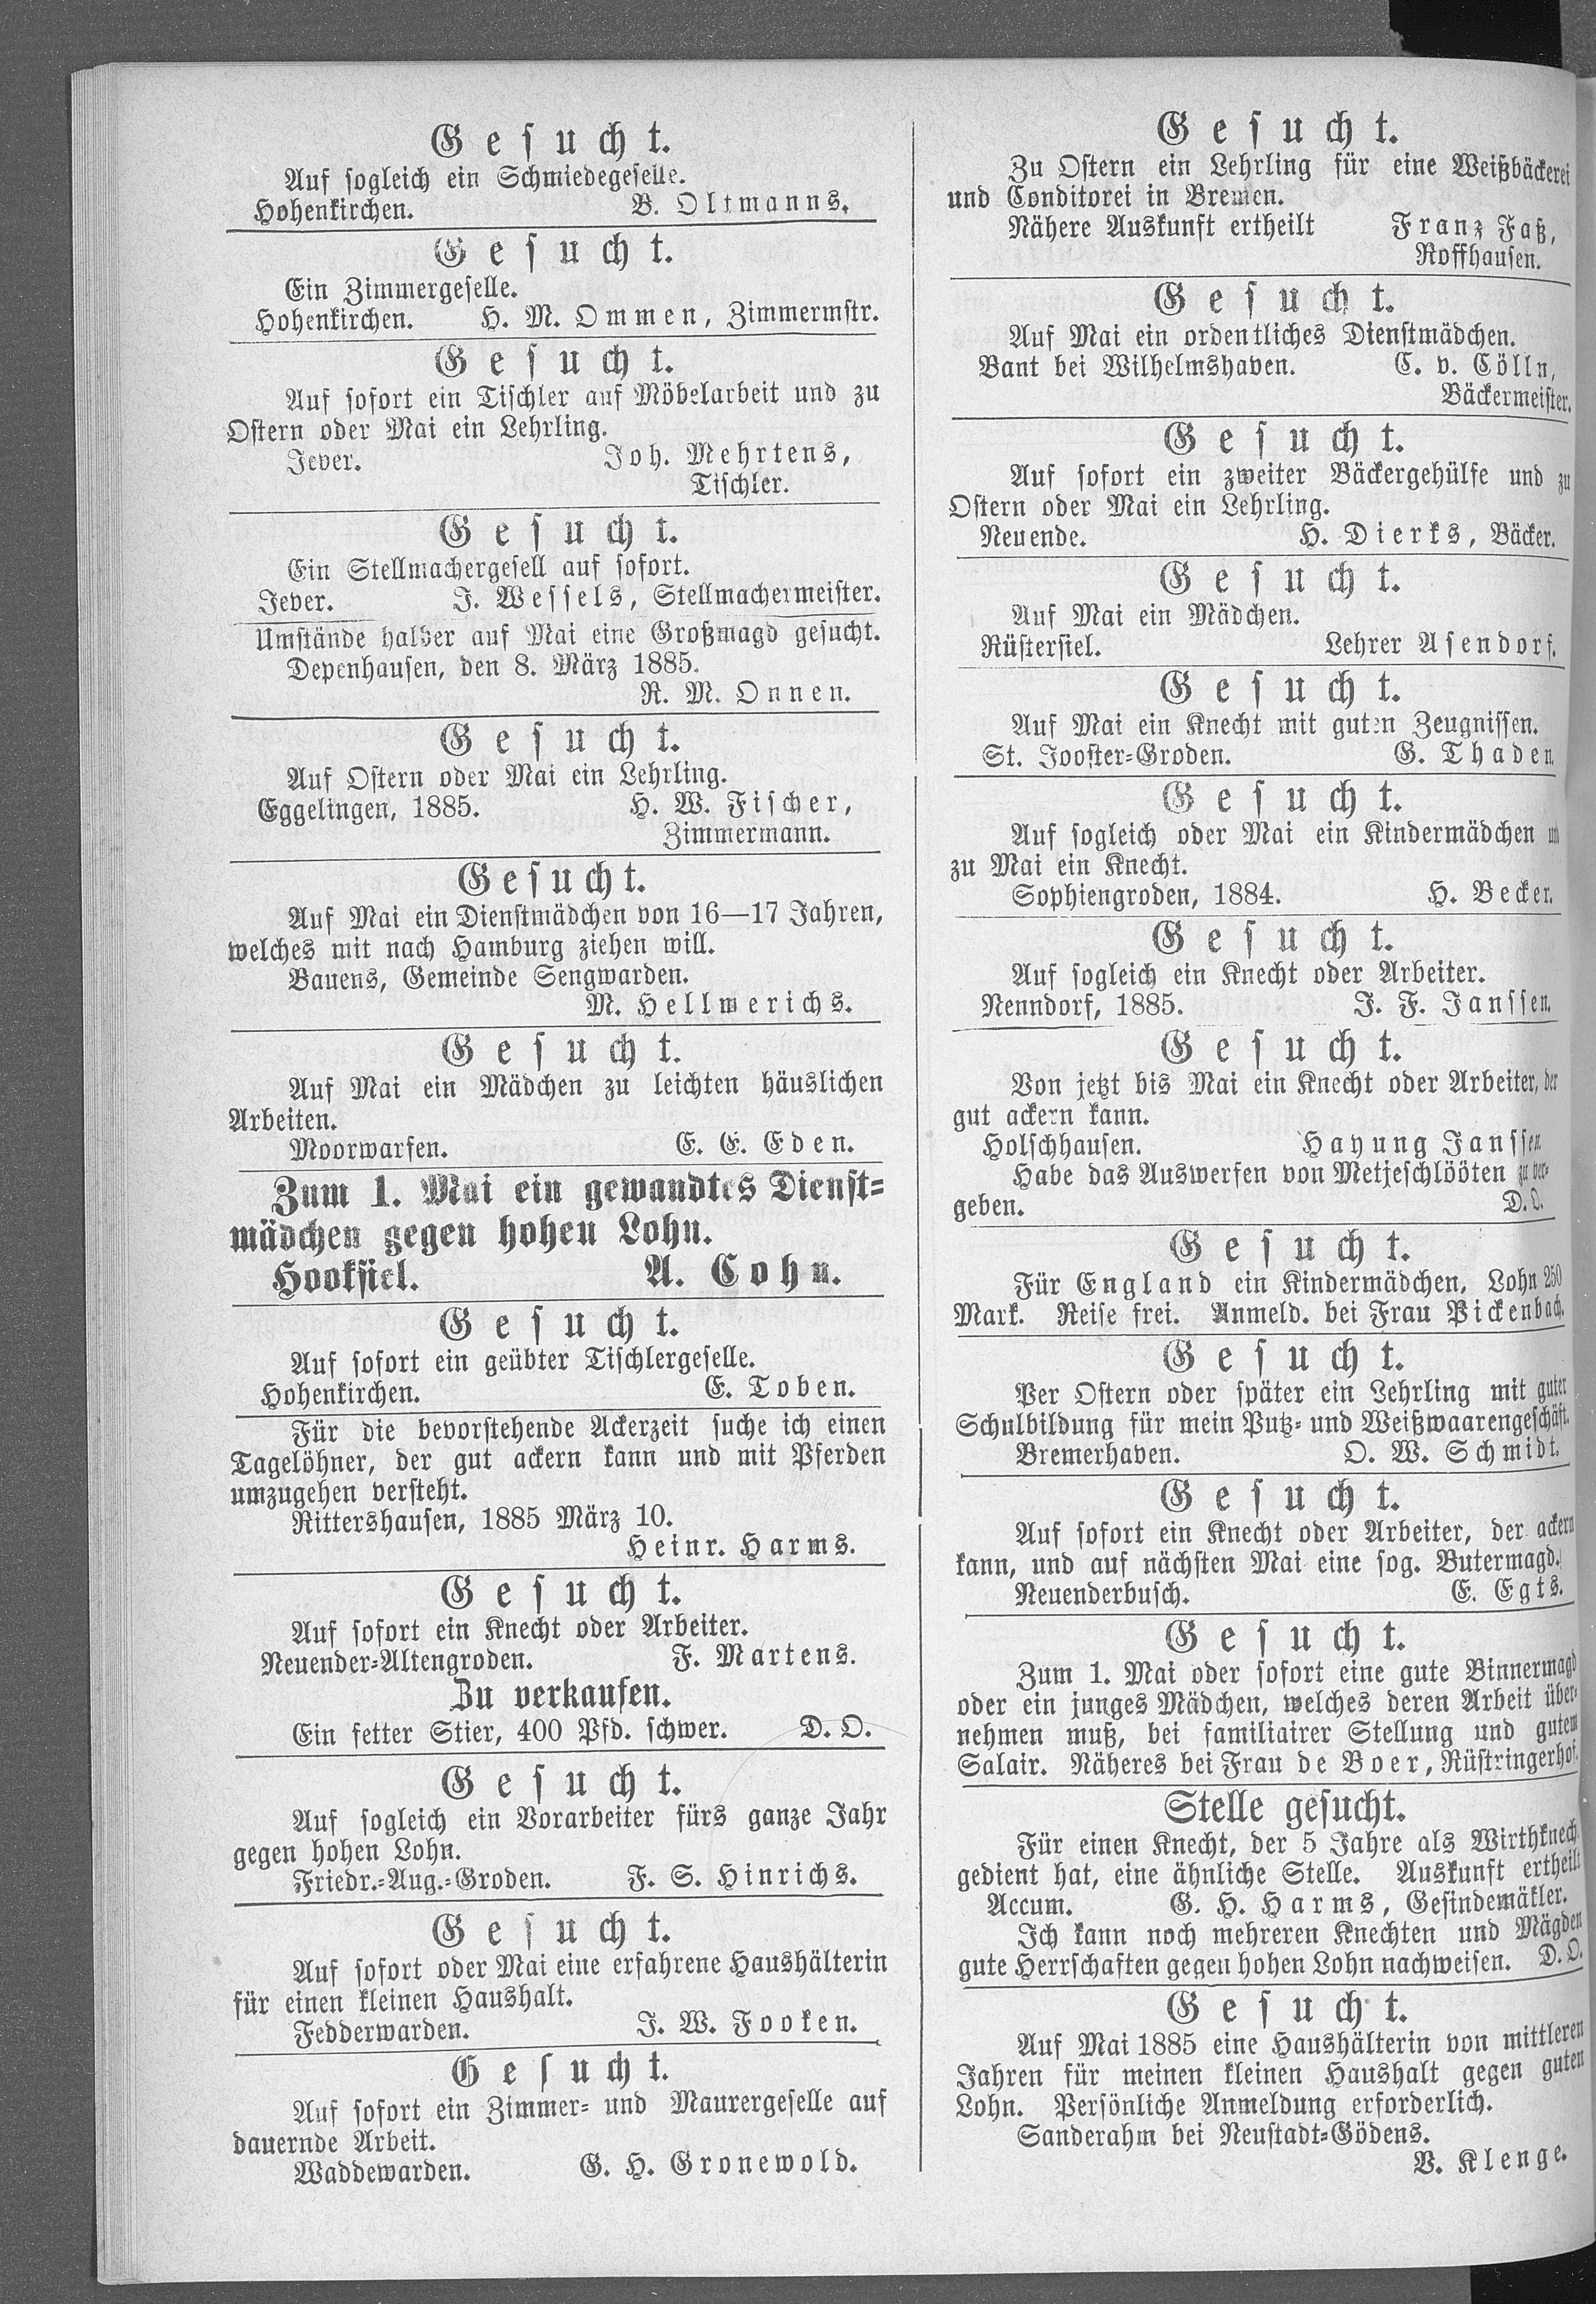 Gesucht.
Auf sogleich ein Schmiedegeselle.
Hohenkirchen. B. Oltmanns.
Gesucht.
Ein Zimmergeselle.
Hohenkirchen. H. M. Ommen, Zimmermstr.
Gesucht.
Auf sofort ein Tischler auf Möbelarbeit und zu
Ostern oder Mai ein Lehrling.
Jever. Joh. Mehrtens,
Tischler.
Gesucht.
Ein Stellmachergesell auf sofort.
Jever. J. Wessels, Stellmachermeister.
Umstände halber auf Mai eine Großmagd gesucht.
Depenhausen, den 8. März 1885.
R. M. Onnen.
Gesucht.
Auf Ostern oder Mai ein Lehrling.
Eggelingen, 1885. H. W. Fischer,
Zimmermann.
Gesucht.
Auf Mai ein Dienstmädchen von 16—17 Jahren,
welches mit nach Hamburg ziehen will.
Bauens, Gemeinde Sengwarden.
M. Hellmerichs.
Gesucht.
Auf Mai ein Mädchen zu leichten häuslichen
Arbeiten.
Moorwarfen. E. E. Eden.
Zum 1. Mai ein gewandtes Dienst-
mädchen gegen hohen Lohn.
Hooksiel. A. Cohn.
Gesucht.
Auf sofort ein geübter Tischlergeselle.
Hohenkirchen. E. Toben.
Für die bevorstehende Ackerzeit suche ich einen
Tagelöhner, der gut ackern kann und mit Pferden
umzugehen versteht.
Rittershausen, 1885 März 10.
Heinr. Harms.
Gesucht.
Auf sofort ein Knecht oder Arbeiter.
Neuender-Altengroden. F. Martens.
Zu verkaufen.
Ein fetter Stier, 400 Pfd. schwer. D. O.
Gesucht.
Auf sogleich ein Vorarbeiter fürs ganze Jahr
gegen hohen Lohn.
Friedr.-Aug.-Groden. F. S. Hinrichs.
Gesucht.
Auf sofort oder Mai eine erfahrene Haushälterin
für einen kleinen Haushalt.
Fedderwarden. J. W. Fooken.
Gesucht.
Auf sofort ein Zimmer- und Maurergeselle auf
dauernde Arbeit.
Waddewarden. G. H. Gronewold.
Gesucht.
Zu Ostern ein Lehrling für eine Weißbäckerei
und Conditorei in Bremen.
Nähere Auskunft ertheilt Franz Faß,
Roffhausen.
Gesucht.
Auf Mai ein ordentliches Dienstmädchen.
Bant bei Wilhelmshaven. C. v. Cölln,
Bäckermeister.
Gesucht.
Auf sofort ein zweiter Bäckergehülfe und zu
Ostern oder Mai ein Lehrling.
Neuende. H. Dierks, Bäcker.
Gesucht.
Auf Mai ein Mädchen.
Rüstersiel. Lehrer Asendorf.
Gesucht.
Auf Mai ein Knecht mit guten Zeugnissen.
St. Jooster-Groden. G. Thaden.
Gesucht.
Auf sogleich oder Mai ein Kindermädchen und
zu Mai ein Knecht.
Sophiengroden, 1884. H. Becker.
Gesucht.
Auf sogleich ein Knecht oder Arbeiter.
Nenndorf, 1885. J. F. Janssen.
Gesucht.
Von jetzt bis Mai ein Knecht oder Arbeiter, der
gut ackern kann.
Holschhausen. Hayung Janssen
Habe das Auswerfen von Metjeschlööten zu ver-
geben. D. O.
Gesucht.
Für England ein Kindermädchen, Lohn 250
Mark. Reise frei. Anmeld. bei Frau Pickenbach.
Gesucht.
Per Ostern oder später ein Lehrling mit guter
Schulbildung für mein Putz- und Weißwaarengeschäft.
Bremerhaven. O. W. Schmidt.
Gesucht.
Auf sofort ein Knecht oder Arbeiter, der ackern
kann, und auf nächsten Mai eine sog. Butermagd.
Neuenderbusch. E. Egts.
Gesucht.
Zum 1. Mai oder sofort eine gute Binnermagd
oder ein junges Mädchen, welches deren Arbeit über-
nehmen muß, bei familiairer Stellung und gutem
Salair. Näheres bei Frau de Boer, Rüstringerhof.
Stelle gesucht.
Für einen Knecht, der 5 Jahre als Wirthknech
gedient hat, eine ähnliche Stelle. Auskunft ertheilt
Accum. G. H. Harms, Gesindemäkler.
Ich kann noch mehreren Knechten und Mägden
gute Herrschaften gegen hohen Lohn nachweisen. D. O.
Gesucht.
Auf Mai 1885 eine Haushälterin von mittleren
Jahren für meinen kleinen Haushalt gegen guten
Lohn. Persönliche Anmeldung erforderlich.
Sanderahm bei Neustadt-Gödens.
V. Klenge.